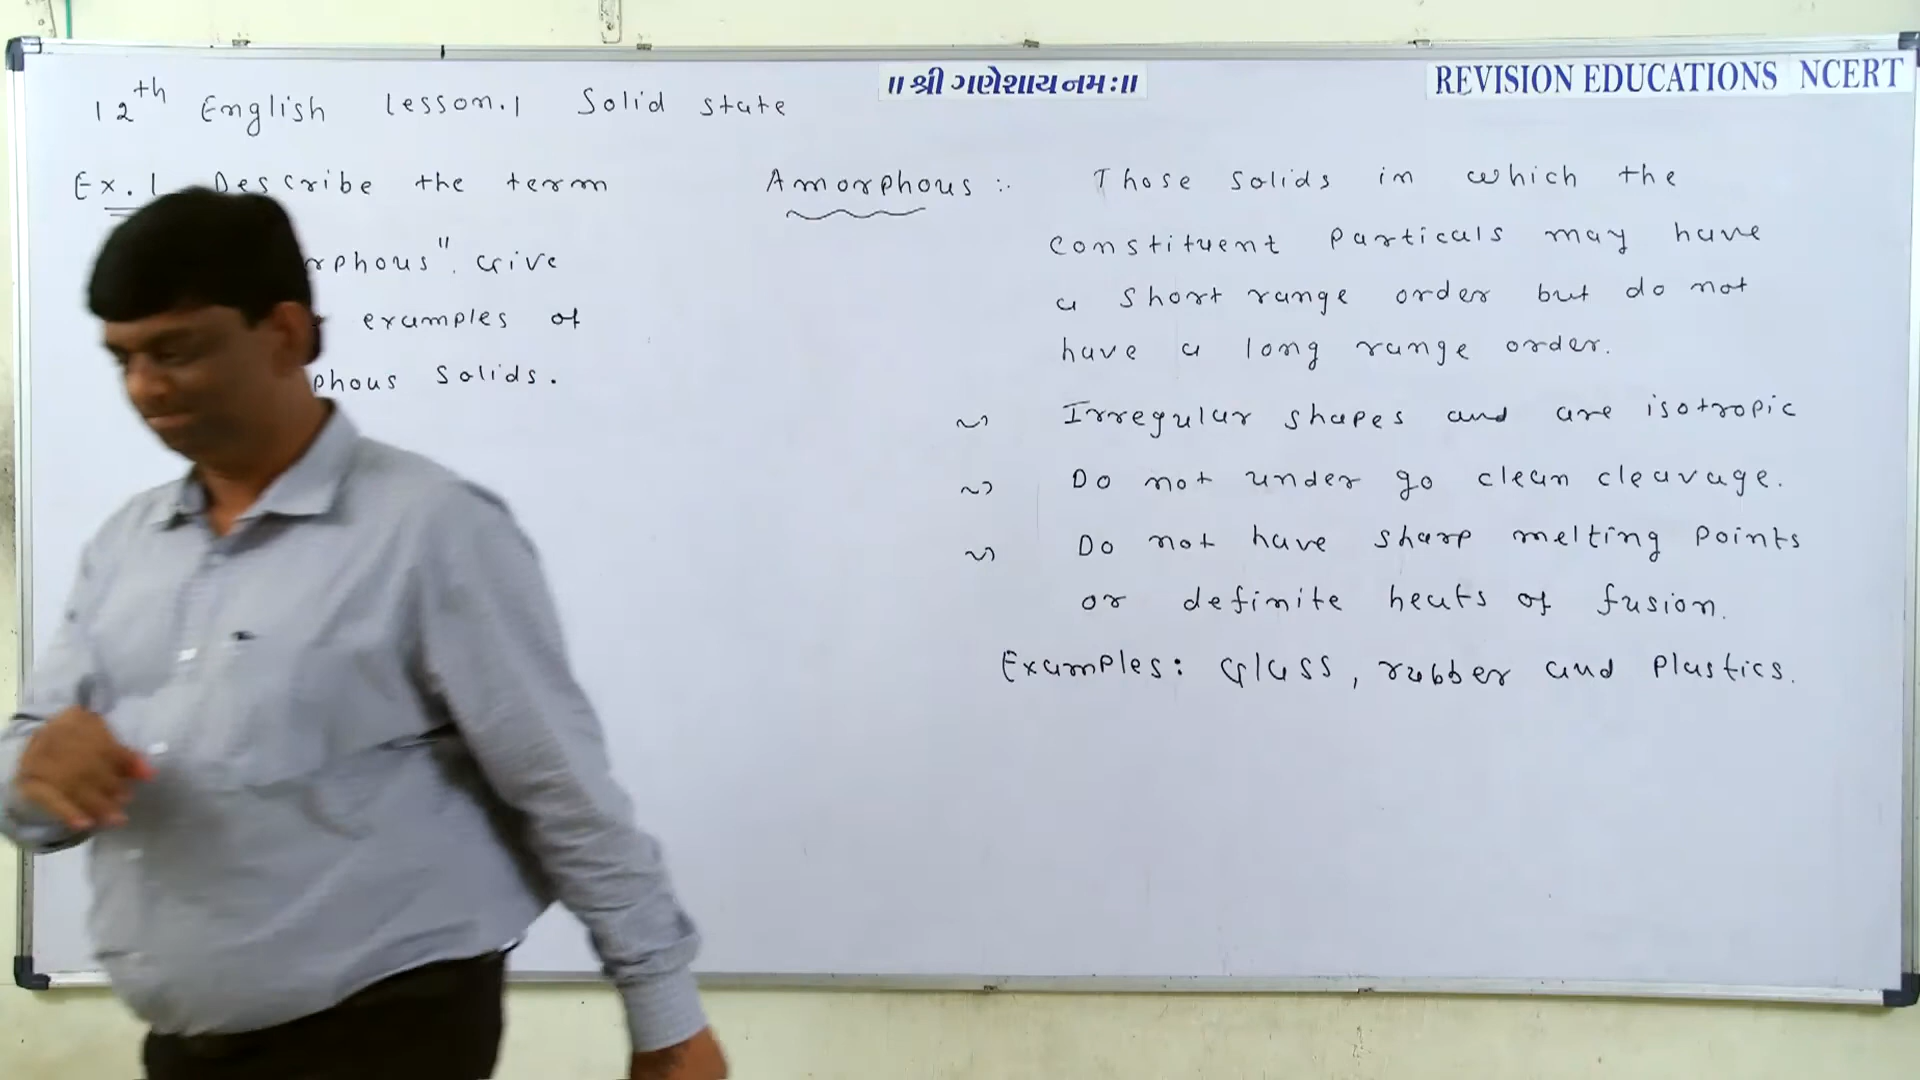 ॥ શ્રી ગણેશાય નમઃ॥
REVISION EDUCATIONS NCERT
12th English Lesson.1 Solid state
Ex. 1 Describe the term
rphous". Give
examples of
phous Solids.
Amorphous :- Those solids in which the
constituent particals may have
a short range order but do not
have a long range order.
~) Irregular shapes and are isotropic
~) Do not under go clean cleavage.
~) Do not have sharp melting points
or definite heats of fusion.
Examples: Glass, rubber and plastics.